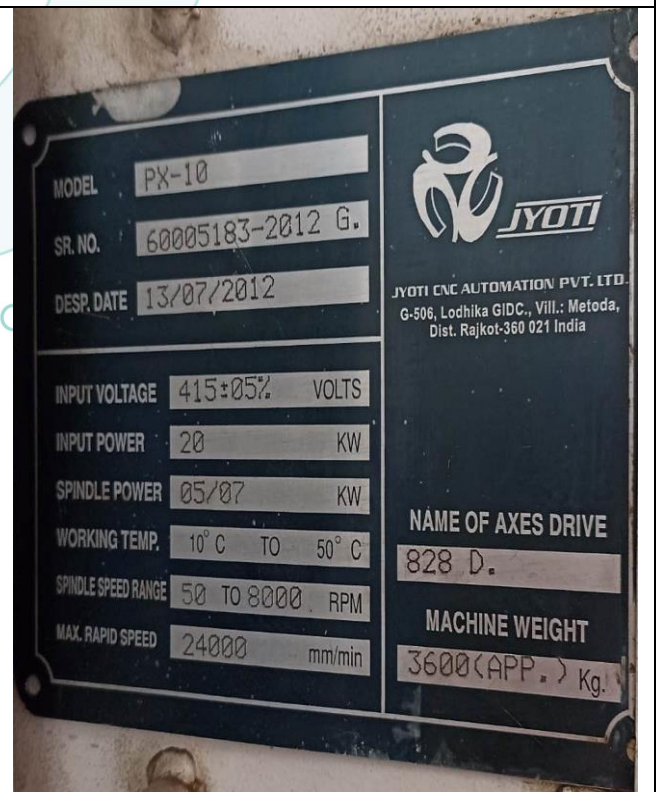 MODEL PX-10
SR. NO. 60005183-2012 G.
DESP. DATE 13/07/2012
JYOTI
JYOTI CNC AUTOMATION PVT. LTD.
G-506, Lodhika GIDC., Vill.: Metoda,
Dist. Rajkot-360 021 India
INPUT VOLTAGE 415±05% VOLTS
INPUT POWER 20 KW
SPINDLE POWER 05/07 KW
WORKING TEMP. 10° C TO 50° C
SPINDLE SPEED RANGE 50 TO 8000 RPM
MAX. RAPID SPEED 24000 mm/min
NAME OF AXES DRIVE
828 D.
MACHINE WEIGHT
3600(APP.) Kg.